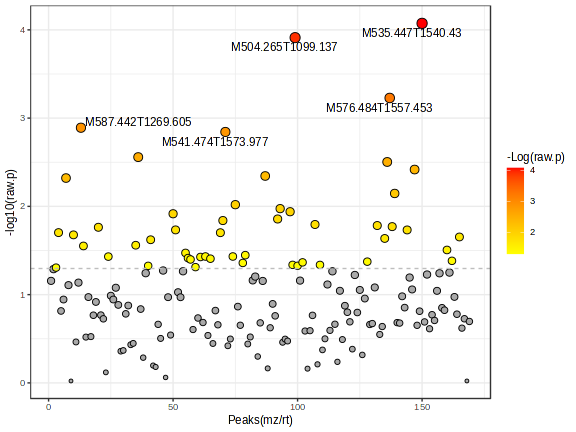 M535.447T1540.43
M504.265T1099.137
M576.484T1557.453
M587.442T1269.605
M541.474T1573.977
-log10(raw.p)
4
3
2
1
0
0
50
100
150
Peaks(mz/rt)
-Log(raw.p)
4
3
2